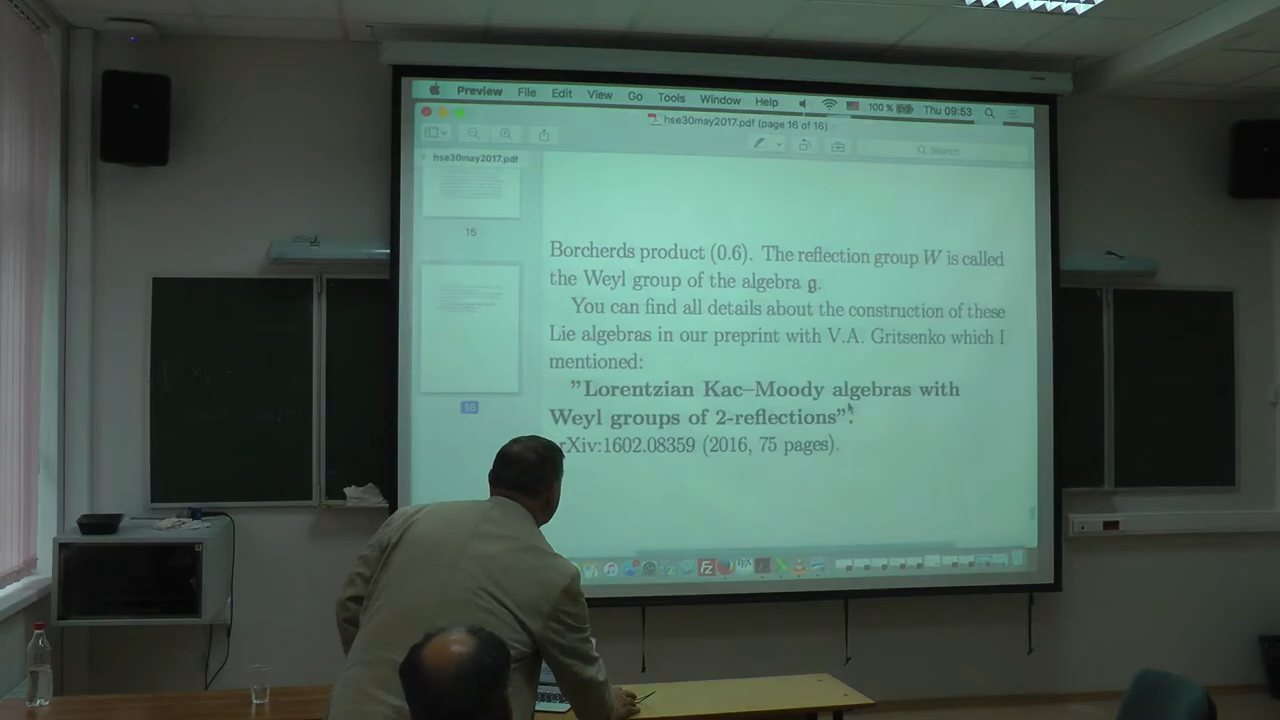 Preview File Edit View Go Tools Window Help 100 % Thu 09:53
hse30may2017.pdf (page 16 of 16)
Search
hse30may2017.pdf
16
16
Borcherds product (0.6). The reflection group W is called
the Weyl group of the algebra 𝔤.
You can find all details about the construction of these
Lie algebras in our preprint with V.A. Gritsenko which I
mentioned:
"Lorentzian Kac–Moody algebras with
Weyl groups of 2-reflections".
rXiv:1602.08359 (2016, 75 pages).